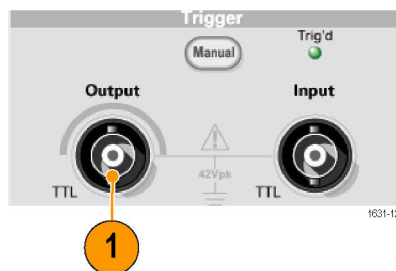 Trigger
Trig'd
Manual
Output
Input
42Vpk
TTL
TTL
1631-12
1